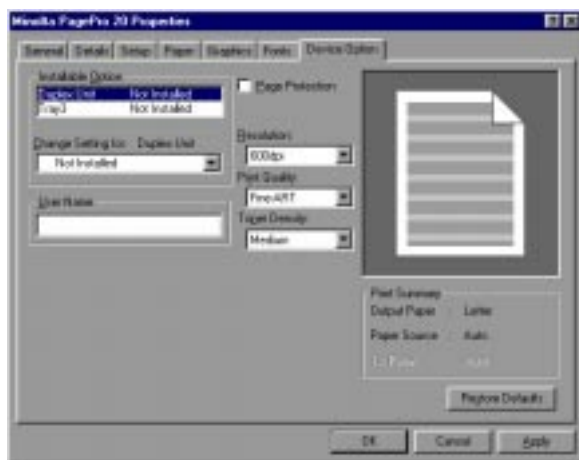 Minolta PagePro 20 Properties
General Details Setup Paper Graphics Fonts Device Option
Installable Option
Duplex Unit Not Installed
Tray3 Not Installed
Change Setting for: Duplex Unit
Not Installed
User Name
Page Protection
Resolution:
600dpi
Print Quality:
Fine-ART
Toner Density:
Medium
Print Summary
Output Paper : Letter
Paper Source : Auto
Restore Defaults
OK Cancel Apply